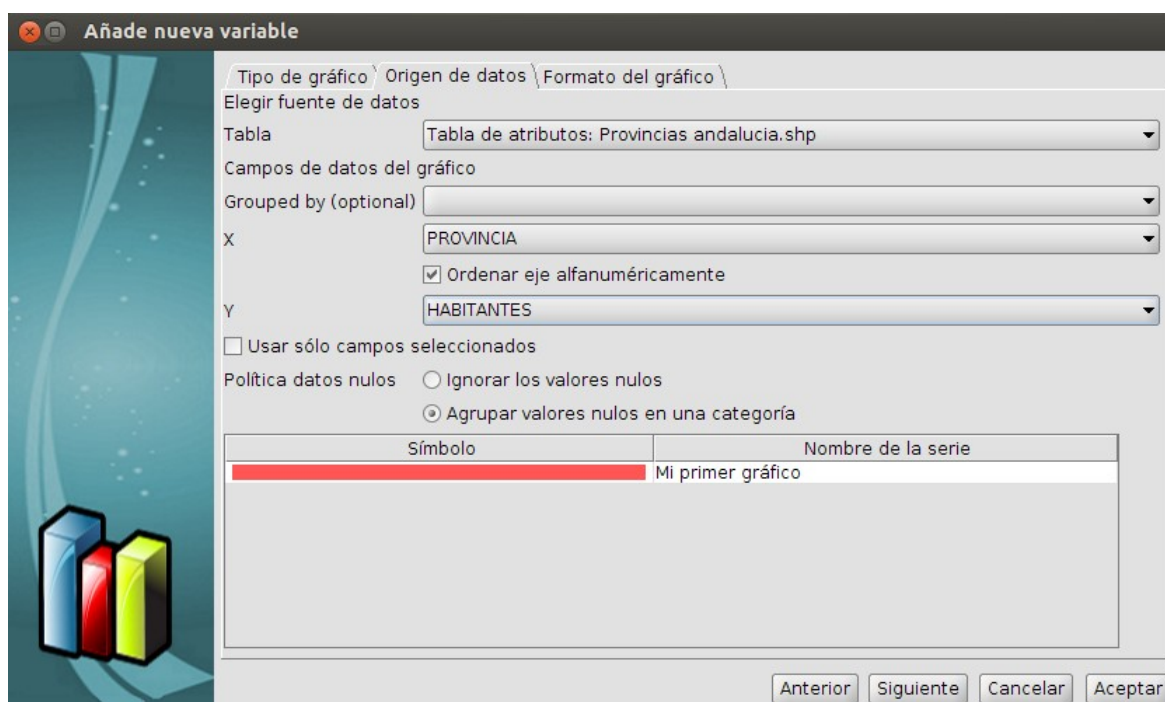 Añade nueva variable
Tipo de gráfico Origen de datos Formato del gráfico
Elegir fuente de datos
Tabla Tabla de atributos: Provincias andalucia.shp
Campos de datos del gráfico
Grouped by (optional)
X PROVINCIA
Ordenar eje alfanuméricamente
Y HABITANTES
Usar sólo campos seleccionados
Política datos nulos Ignorar los valores nulos
Agrupar valores nulos en una categoría
Símbolo Nombre de la serie
Mi primer gráfico
Anterior Siguiente Cancelar Aceptar